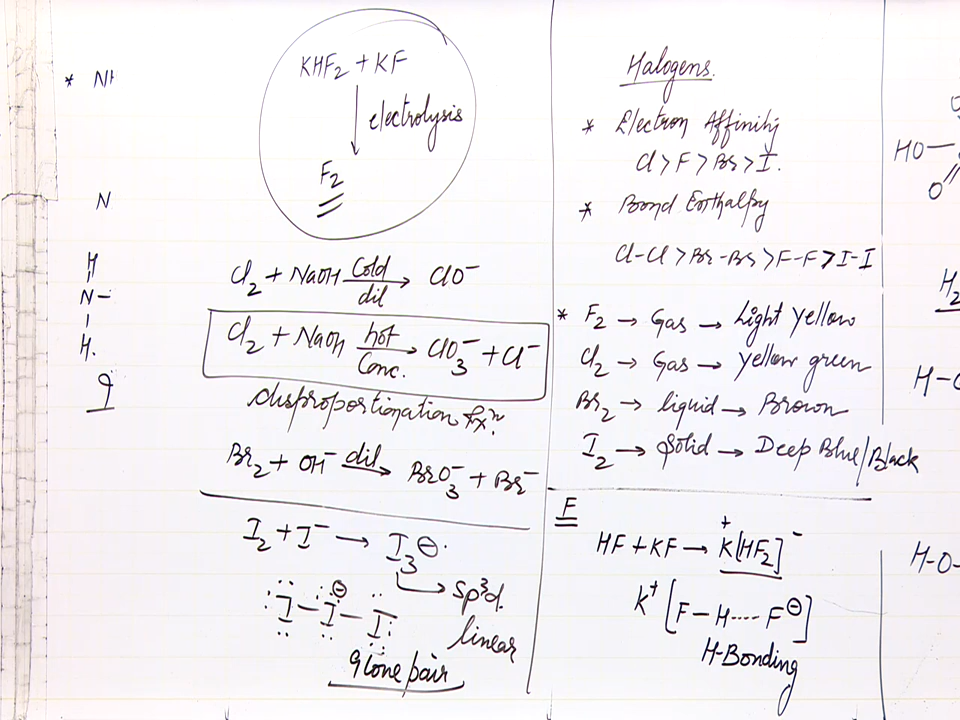 * NH
N
H
N-
H.
9
KHF₂ + KF
electrolysis
F₂
Cl₂ + NaOH Cold dil → ClO⁻
Cl₂ + NaOH hot Conc. → ClO₃⁻ + Cl⁻
disproportionation Rxⁿ.
Br₂ + OH⁻ dil → BrO₃⁻ + Br⁻
I₂ + I⁻ → I₃⊖.
sp³d.
I - I⊖ - I
linear
9 lone pair
Halogens.
* Electron Affinity
Cl > F > Br > I.
* Bond Enthalpy
Cl-Cl > Br-Br > F-F > I-I
* F₂ → Gas → Light Yellow
Cl₂ → Gas → Yellow green
Br₂ → liquid → Brown
I₂ → Solid → Deep Blue/Black
F
HF + KF → K⁺[HF₂]⁻
K⁺[F - H ---- F⊖]
H-Bonding
HO-
O
H₂
H-O
H-O-